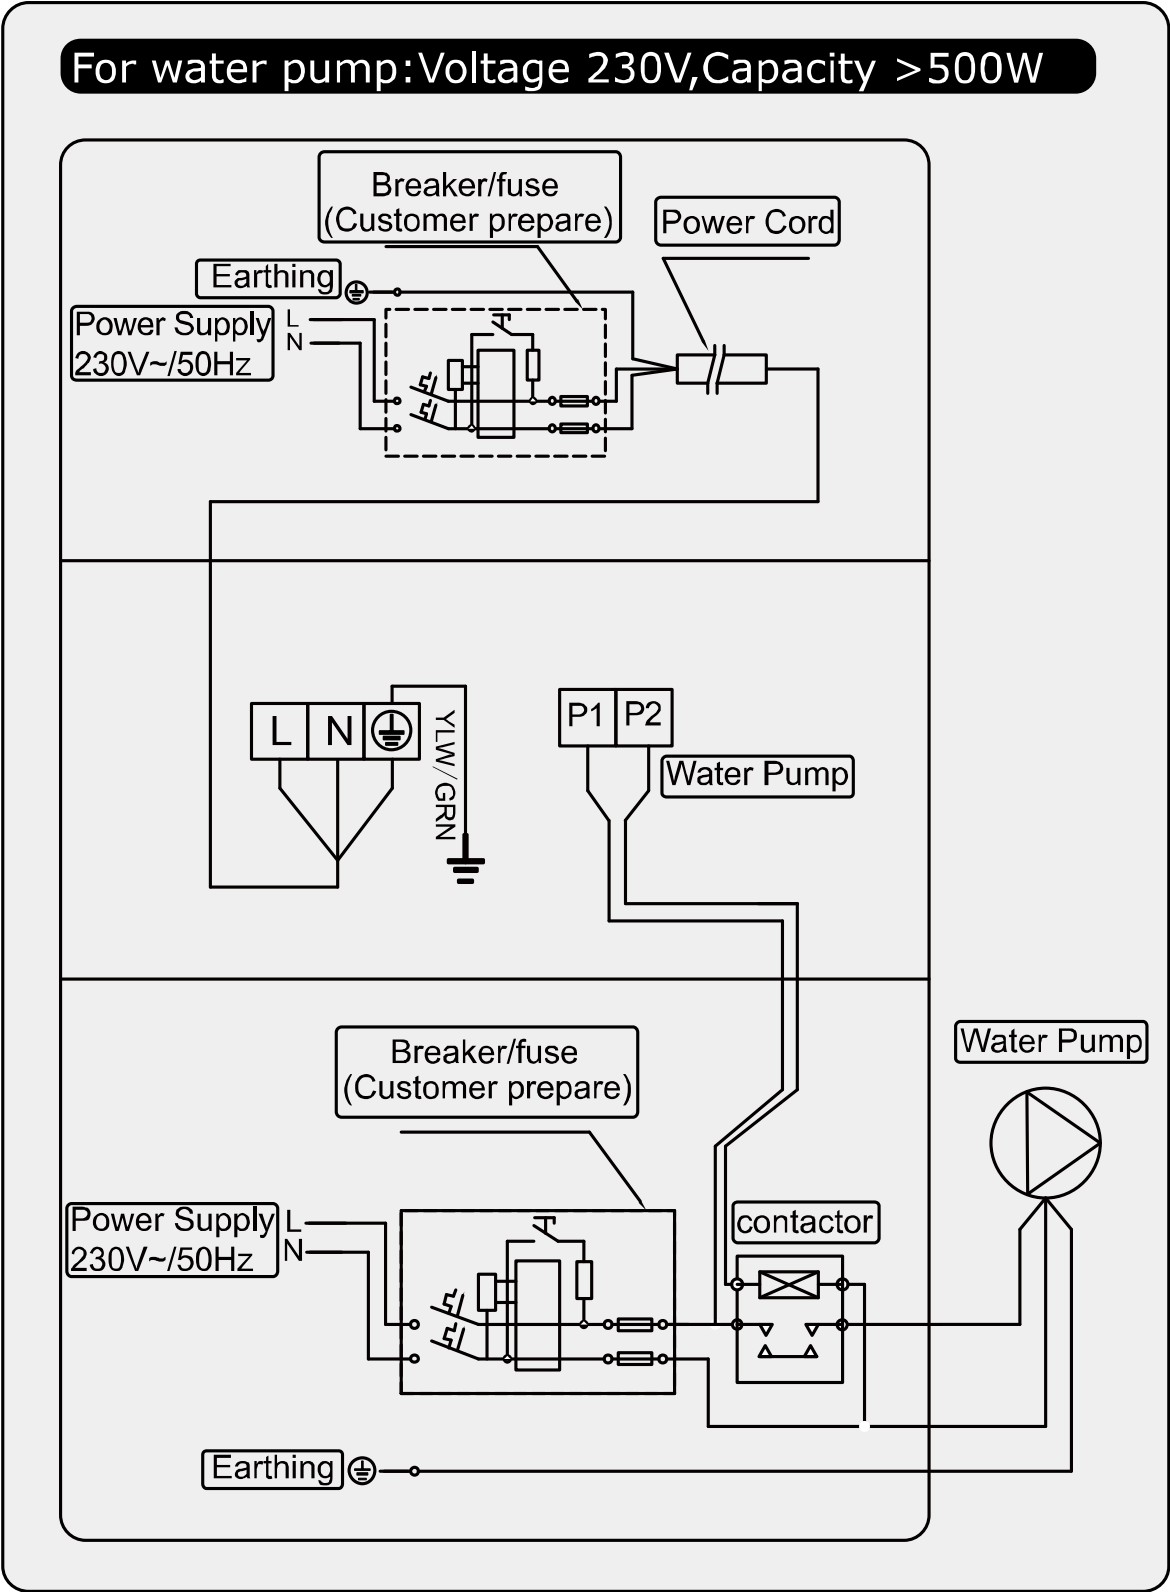 For water pump:Voltage 230V,Capacity >500W
Breaker/fuse
(Customer prepare)
Power Cord
Earthing
Power Supply
230V~/50Hz
L
N
L
N
YLW/GRN
P1
P2
Water Pump
Breaker/fuse
(Customer prepare)
Water Pump
Power Supply
230V~/50Hz
L
N
contactor
Earthing